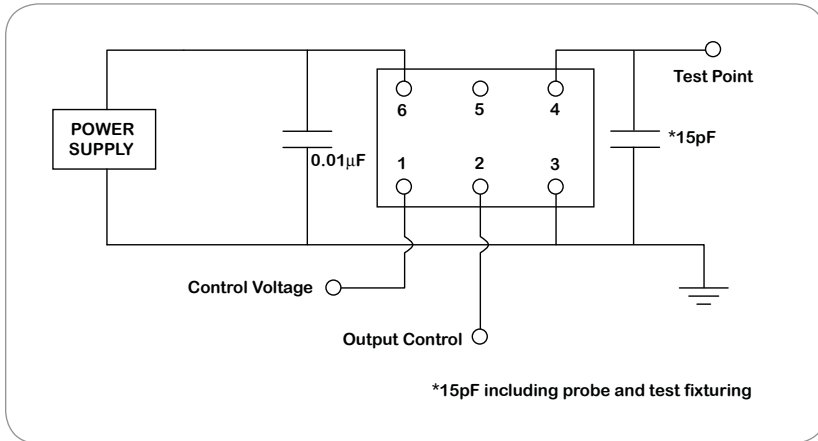 Test Point
6
5
4
POWER
SUPPLY
*15pF
0.01μF
1
2
3
Control Voltage
Output Control
*15pF including probe and test fixturing